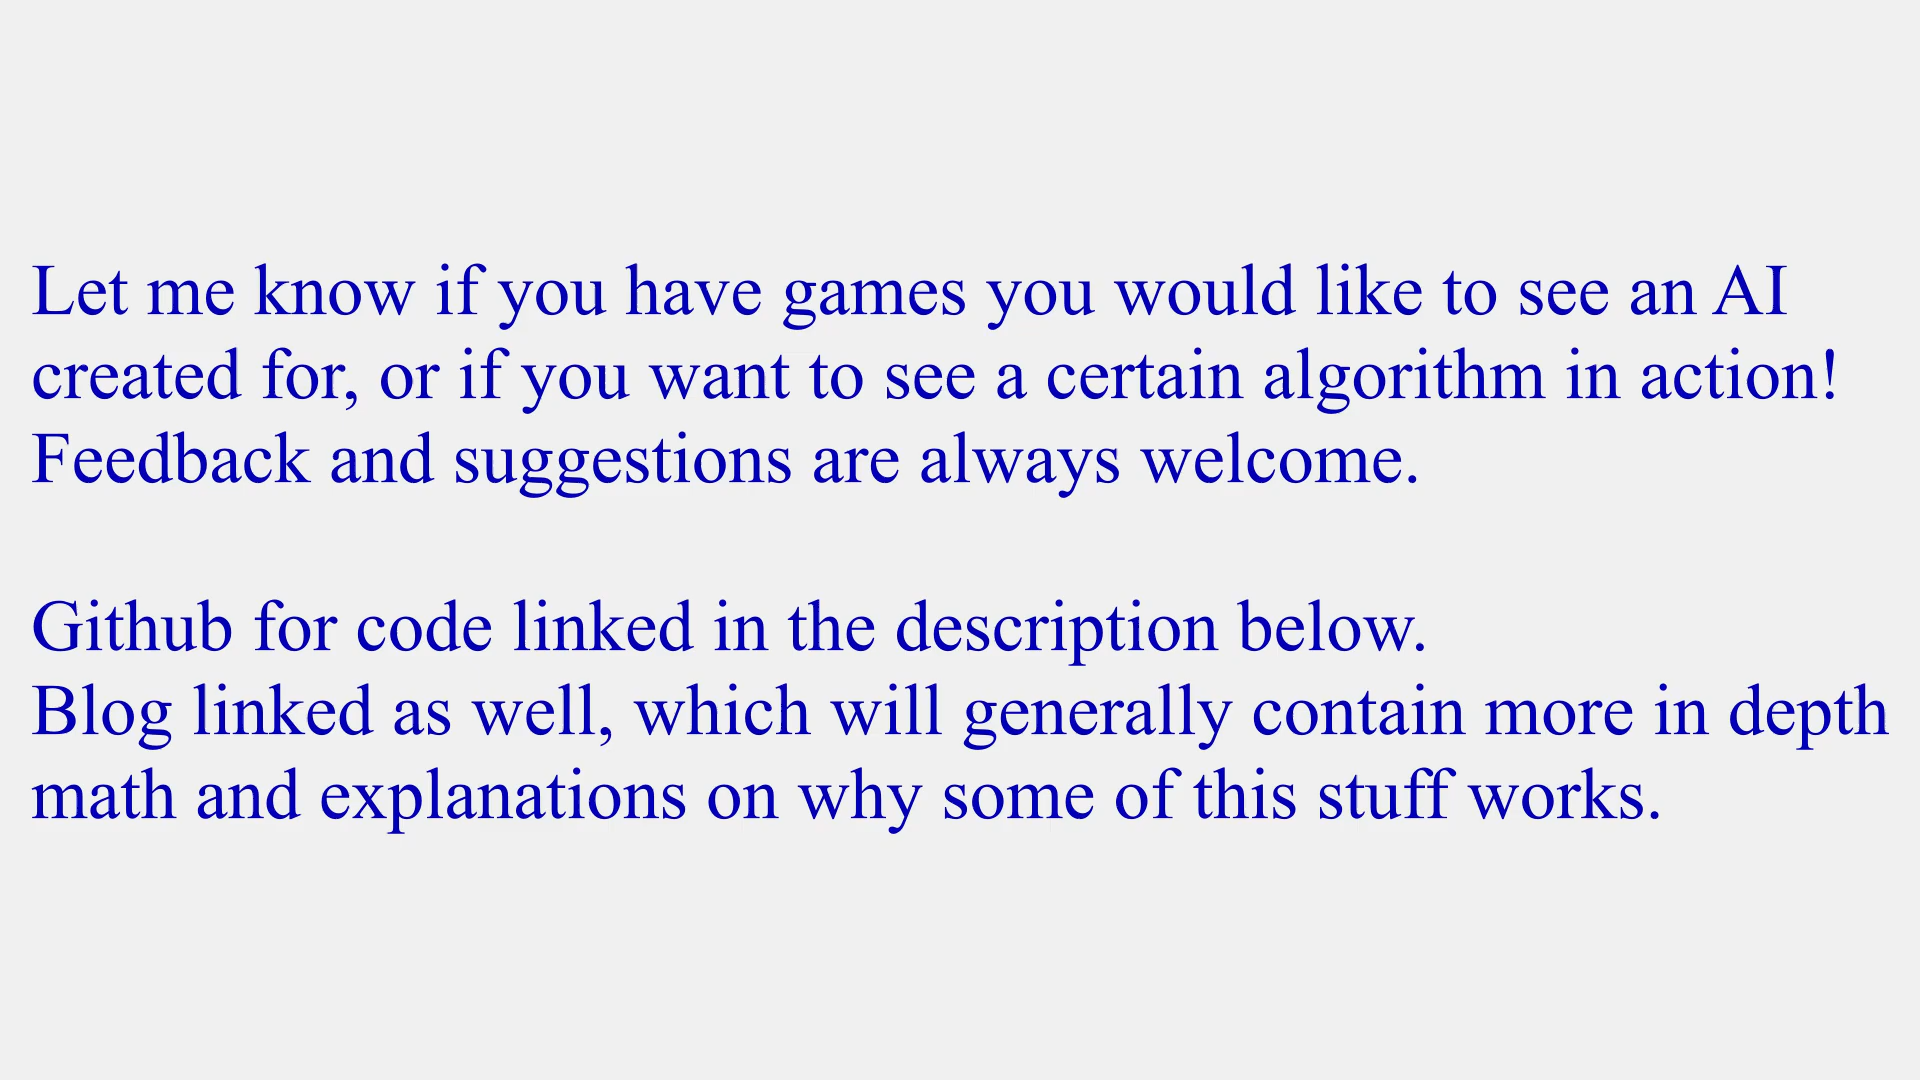 Let me know if you have games you would like to see an AI
created for, or if you want to see a certain algorithm in action!
Feedback and suggestions are always welcome.
Github for code linked in the description below.
Blog linked as well, which will generally contain more in depth
math and explanations on why some of this stuff works.